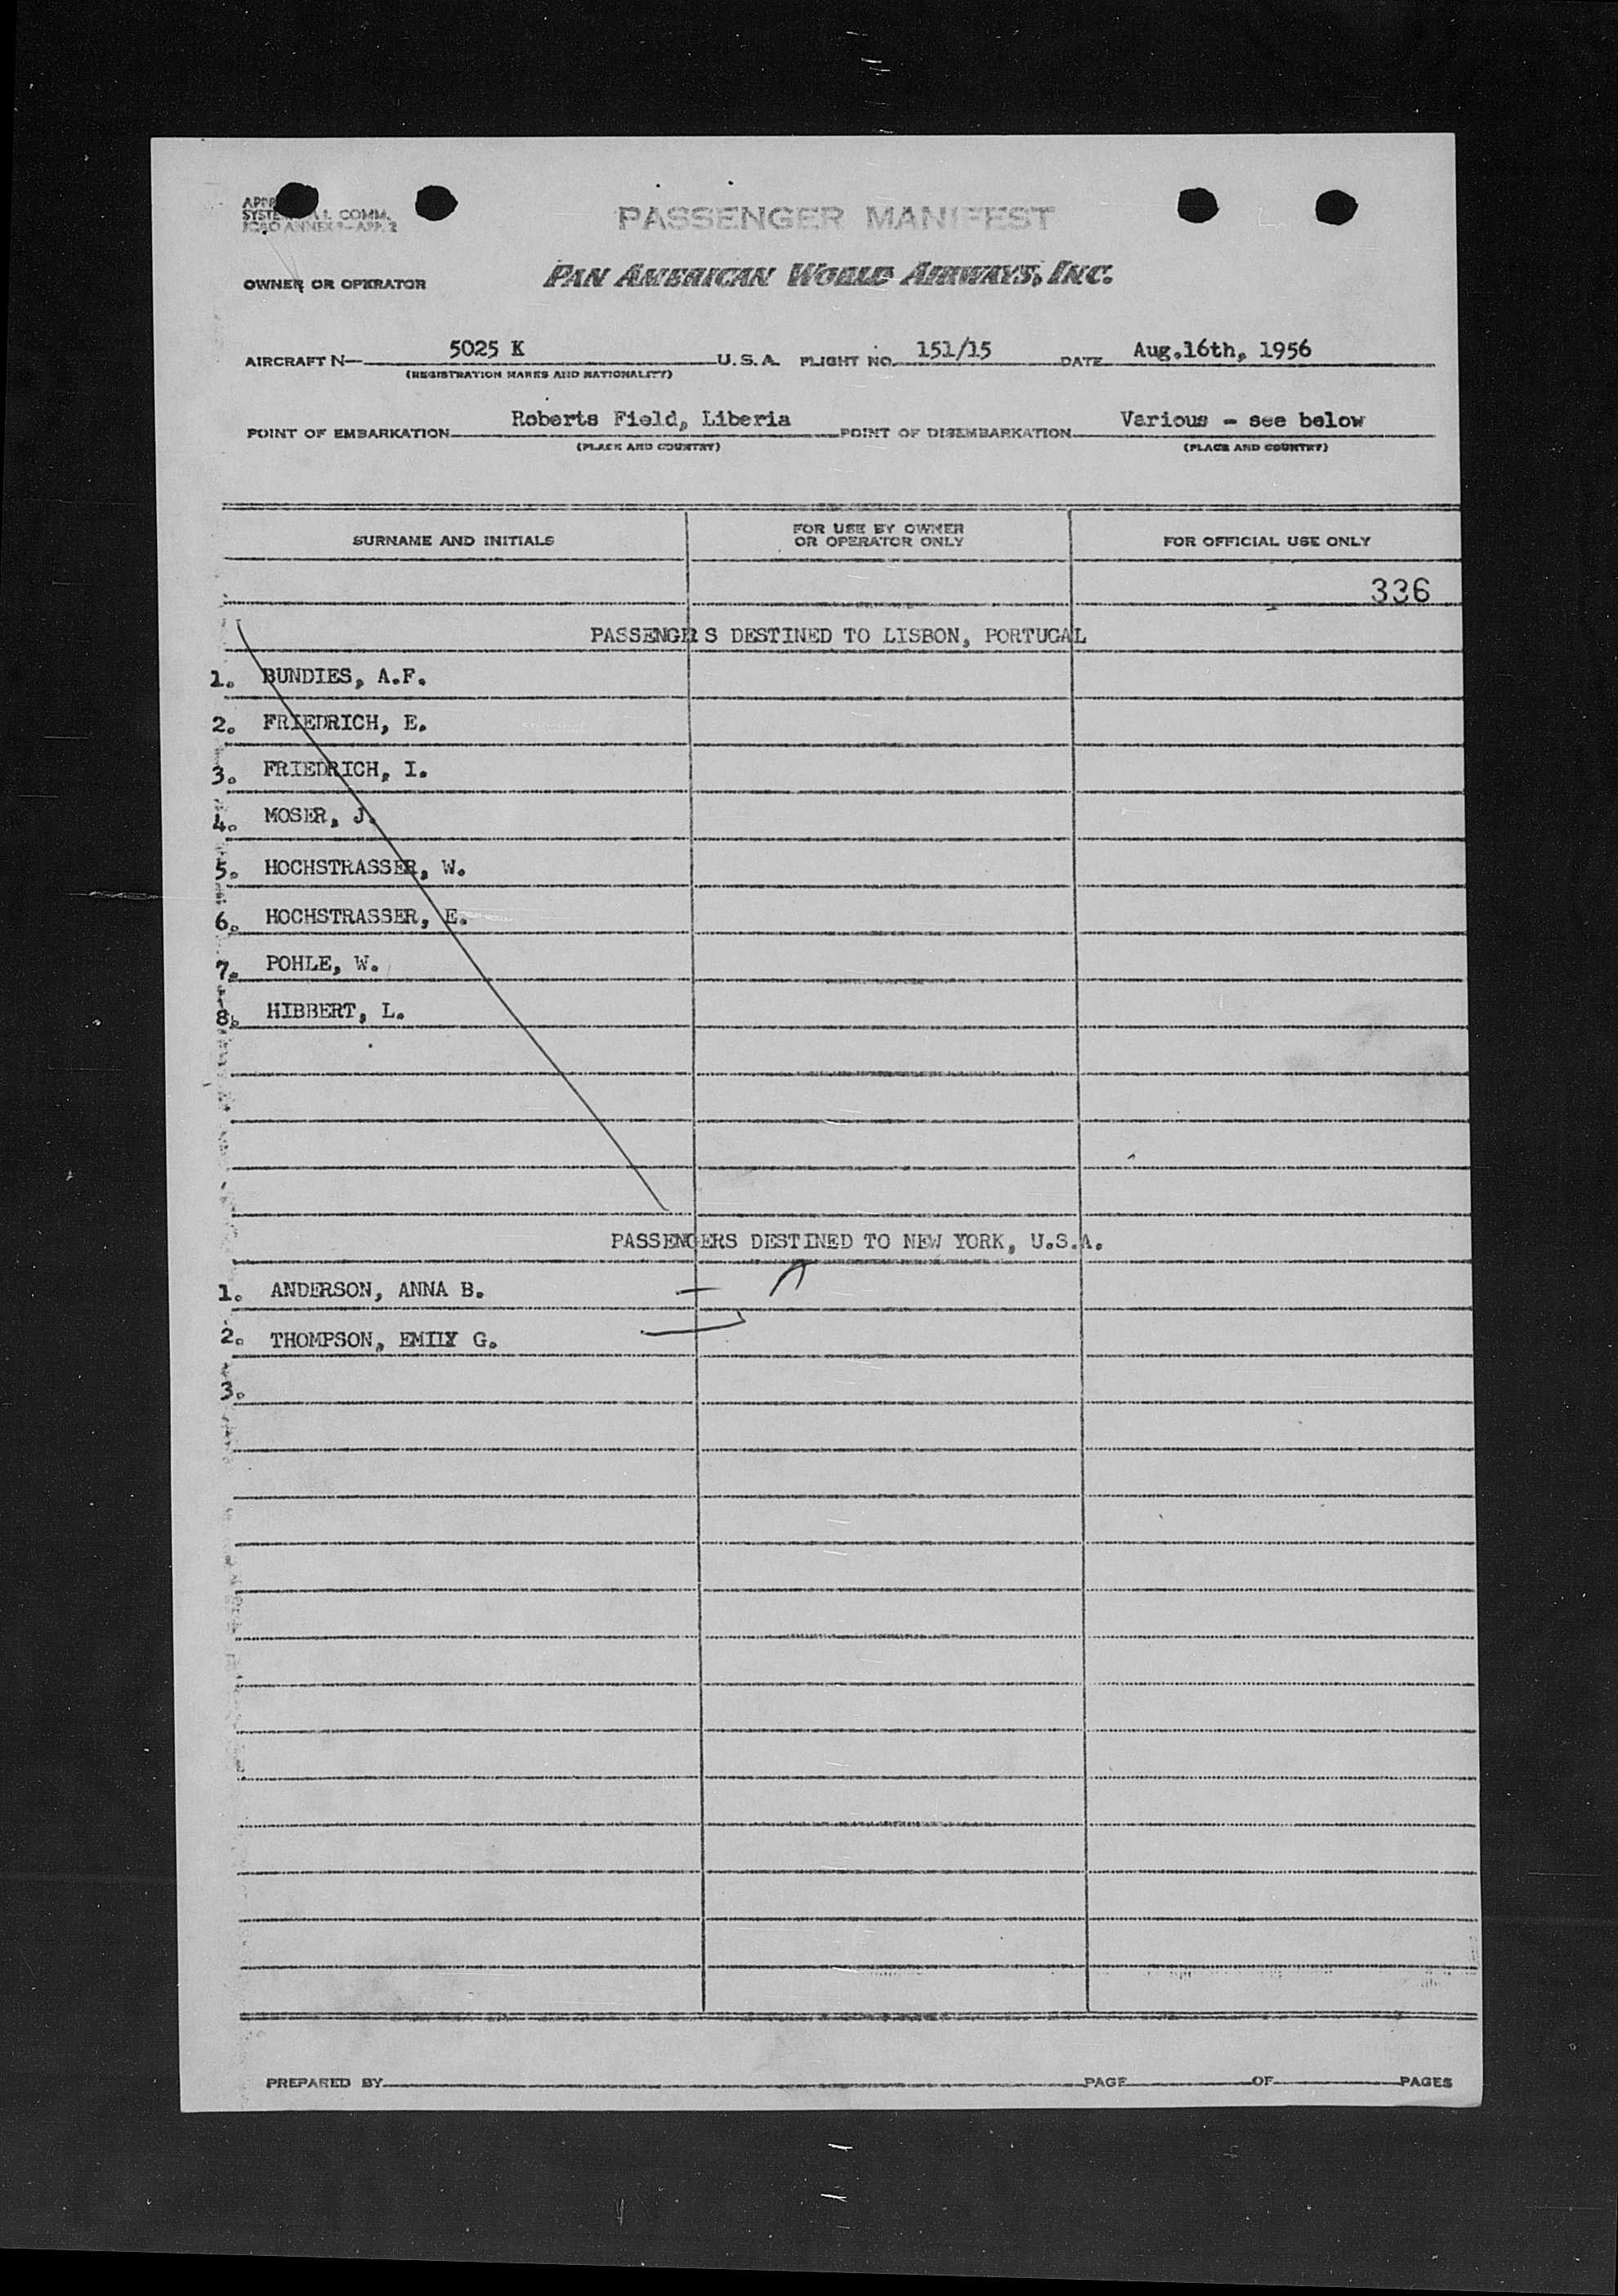 SYSTE
COMM.
ICAO ANNEX 9—APP. 2
PASSENGER MANIFEST
OWNER OR OPERATOR PAN AMERICAN WORLD AIRWAYS, INC.
AIRCRAFT N— 5025 K U.S.A. FLIGHT NO. 151/15 DATE Aug.16th, 1956
(REGISTRATION MARKS AND NATIONALITY)
POINT OF EMBARKATION Roberts Field, Liberia POINT OF DISEMBARKATION Various - see below
(PLACE AND COUNTRY) (PLACE AND COUNTRY)
SURNAME AND INITIALS FOR USE BY OWNER OR OPERATOR ONLY FOR OFFICIAL USE ONLY
336
PASSENGRS DESTINED TO LISBON, PORTUGAL
1. BUNDIES, A.F.
2. FRIEDRICH, E.
3. FRIEDRICH, I.
4. MOSER, J.
5. HOCHSTRASSER, W.
6. HOCHSTRASSER, E.
7. POHLE, W.
8. HIBBERT, L.
PASSENGERS DESTINED TO NEW YORK, U.S.A.
1. ANDERSON, ANNA B.
2. THOMPSON, EMILY G.
3.
PREPARED BY PAGE OF PAGES